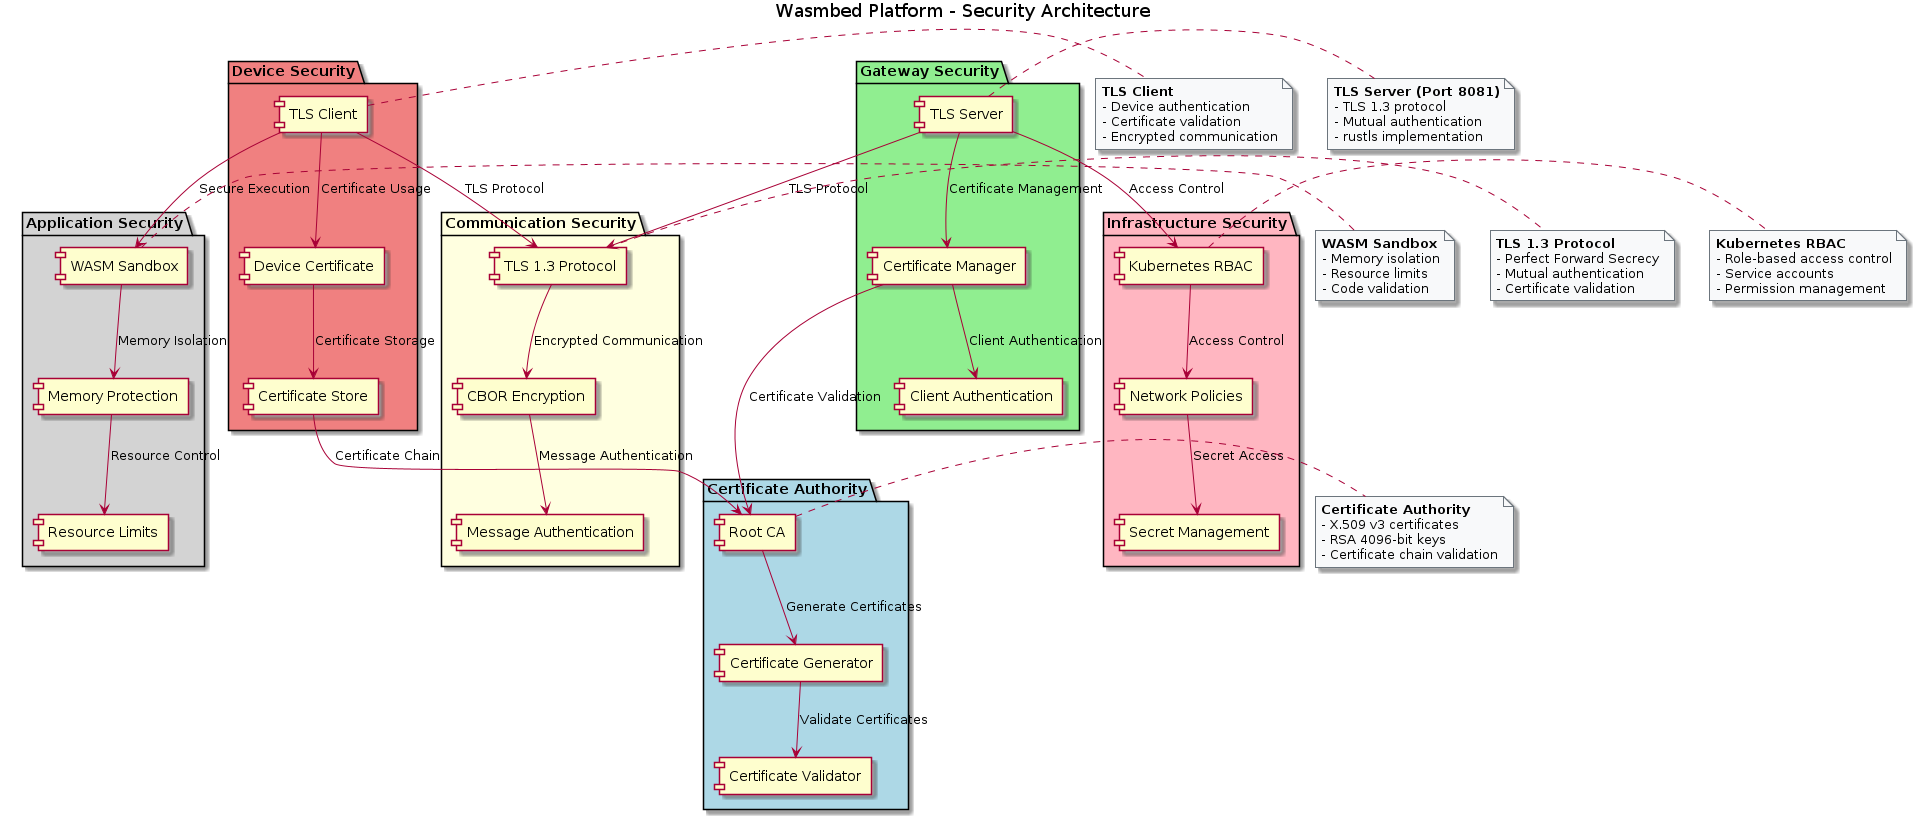 Wasmbed Platform - Security Architecture
Device Security
TLS Client
Gateway Security
TLS Server
TLS Client
- Device authentication
- Certificate validation
- Encrypted communication
TLS Server (Port 8081)
- TLS 1.3 protocol
- Mutual authentication
- rustls implementation
Secure Execution
Certificate Usage
TLS Protocol
TLS Protocol
Certificate Management
Access Control
Application Security
WASM Sandbox
Device Certificate
Communication Security
TLS 1.3 Protocol
Certificate Manager
Infrastructure Security
Kubernetes RBAC
WASM Sandbox
- Memory isolation
- Resource limits
- Code validation
TLS 1.3 Protocol
- Perfect Forward Secrecy
- Mutual authentication
- Certificate validation
Kubernetes RBAC
- Role-based access control
- Service accounts
- Permission management
Memory Isolation
Certificate Storage
Encrypted Communication
Client Authentication
Access Control
Memory Protection
Certificate Store
CBOR Encryption
Certificate Validation
Client Authentication
Network Policies
Resource Control
Certificate Chain
Message Authentication
Secret Access
Resource Limits
Message Authentication
Certificate Authority
Root CA
Secret Management
Certificate Authority
- X.509 v3 certificates
- RSA 4096-bit keys
- Certificate chain validation
Generate Certificates
Certificate Generator
Validate Certificates
Certificate Validator